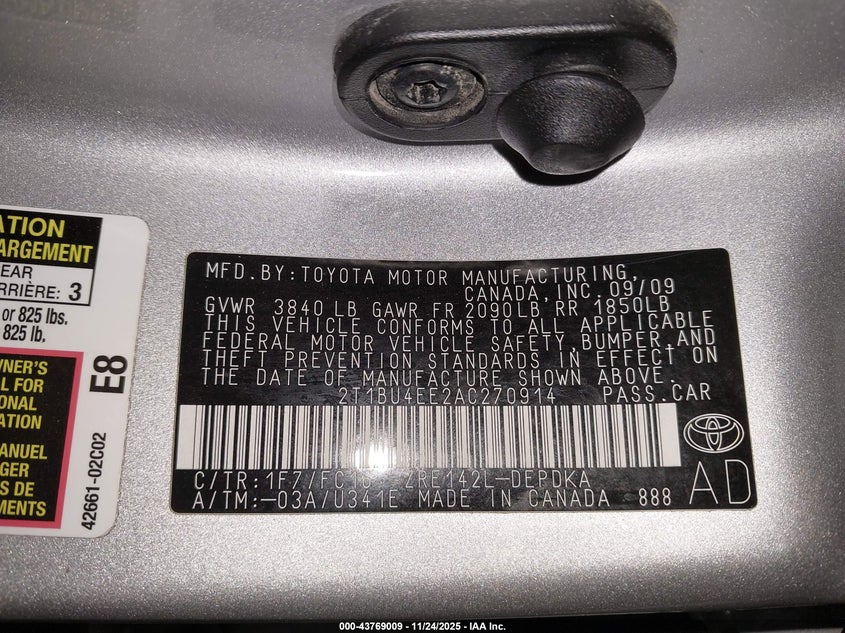 ATION
ARGEMENT
EAR
RRIÈRE: 3
or 825 lbs.
825 lb.
WNER'S
L FOR
ONAL
ATION
ANUEL
GER
S DE
MENTS
E8
42661-02C02
MFD.BY:TOYOTA MOTOR MANUFACTURING,
CANADA,INC. 09/09
GVWR 3840 LB GAWR FR 2090LB RR 1850LB
THIS VEHICLE CONFORMS TO ALL APPLICABLE
FEDERAL MOTOR VEHICLE SAFETY,BUMPER,AND
THEFT PREVENTION STANDARDS IN EFFECT ON
THE DATE OF MANUFACTURE SHOWN ABOVE.
2T1BU4EE2AC270914 PASS.CAR
C/TR:1F7/FC ZRE142L-DEPDKA
A/TM:-03A/U341E MADE IN CANADA 888
AD
000-43769009 - 11/24/2025 - IAA Inc.